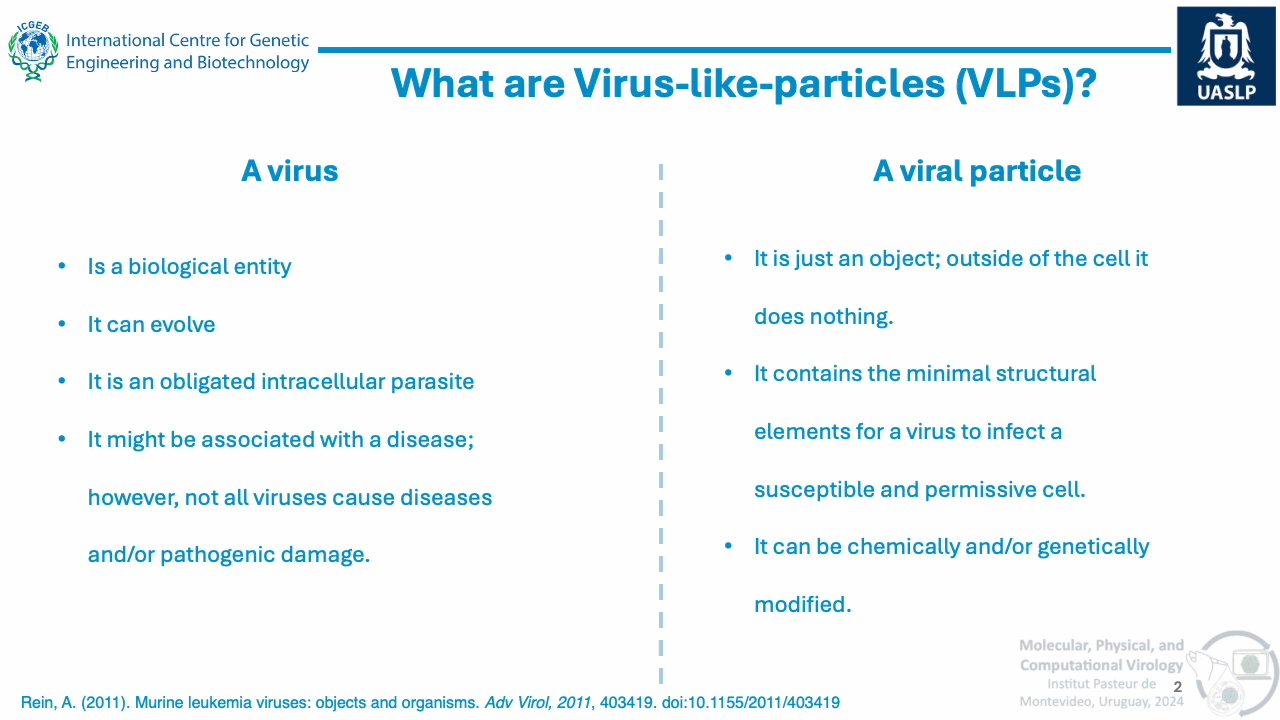 ICGEB
International Centre for Genetic
Engineering and Biotechnology
What are Virus-like-particles (VLPs)?
UASLP
A virus
• Is a biological entity
• It can evolve
• It is an obligated intracellular parasite
• It might be associated with a disease;
however, not all viruses cause diseases
and/or pathogenic damage.
A viral particle
• It is just an object; outside of the cell it
does nothing.
• It contains the minimal structural
elements for a virus to infect a
susceptible and permissive cell.
• It can be chemically and/or genetically
modified.
Molecular, Physical, and
Computational Virology
Institut Pasteur de
Montevideo, Uruguay, 2024
2
Rein, A. (2011). Murine leukemia viruses: objects and organisms. Adv Virol, 2011, 403419. doi:10.1155/2011/403419